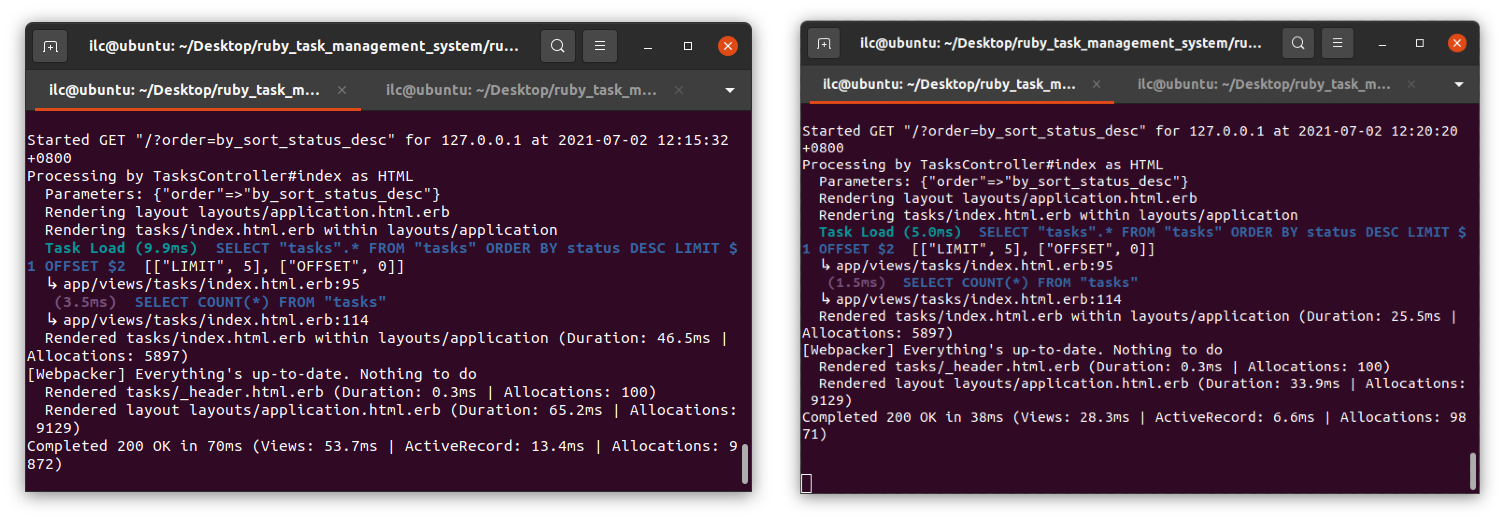 ilc@ubuntu: ~/Desktop/ruby_task_management_system/ru...
ilc@ubuntu: ~/Desktop/ruby_task_m...
ilc@ubuntu: ~/Desktop/ruby_task_m...
Started GET "/?order=by_sort_status_desc" for 127.0.0.1 at 2021-07-02 12:15:32
+0800
Processing by TasksController#index as HTML
Parameters: {"order"=>"by_sort_status_desc"}
Rendering layout layouts/application.html.erb
Rendering tasks/index.html.erb within layouts/application
Task Load (9.9ms)  SELECT "tasks".* FROM "tasks" ORDER BY status DESC LIMIT $
1 OFFSET $2  [["LIMIT", 5], ["OFFSET", 0]]
↳ app/views/tasks/index.html.erb:95
(3.5ms)  SELECT COUNT(*) FROM "tasks"
↳ app/views/tasks/index.html.erb:114
Rendered tasks/index.html.erb within layouts/application (Duration: 46.5ms |
Allocations: 5897)
[Webpacker] Everything's up-to-date. Nothing to do
Rendered tasks/_header.html.erb (Duration: 0.3ms | Allocations: 100)
Rendered layout layouts/application.html.erb (Duration: 65.2ms | Allocations:
9129)
Completed 200 OK in 70ms (Views: 53.7ms | ActiveRecord: 13.4ms | Allocations: 9
872)
ilc@ubuntu: ~/Desktop/ruby_task_management_system/ru...
ilc@ubuntu: ~/Desktop/ruby_task_m...
ilc@ubuntu: ~/Desktop/ruby_task_m...
Started GET "/?order=by_sort_status_desc" for 127.0.0.1 at 2021-07-02 12:20:20
+0800
Processing by TasksController#index as HTML
Parameters: {"order"=>"by_sort_status_desc"}
Rendering layout layouts/application.html.erb
Rendering tasks/index.html.erb within layouts/application
Task Load (5.0ms)  SELECT "tasks".* FROM "tasks" ORDER BY status DESC LIMIT $
1 OFFSET $2  [["LIMIT", 5], ["OFFSET", 0]]
↳ app/views/tasks/index.html.erb:95
(1.5ms)  SELECT COUNT(*) FROM "tasks"
↳ app/views/tasks/index.html.erb:114
Rendered tasks/index.html.erb within layouts/application (Duration: 25.5ms |
Allocations: 5897)
[Webpacker] Everything's up-to-date. Nothing to do
Rendered tasks/_header.html.erb (Duration: 0.3ms | Allocations: 100)
Rendered layout layouts/application.html.erb (Duration: 33.9ms | Allocations:
9129)
Completed 200 OK in 38ms (Views: 28.3ms | ActiveRecord: 6.6ms | Allocations: 98
71)